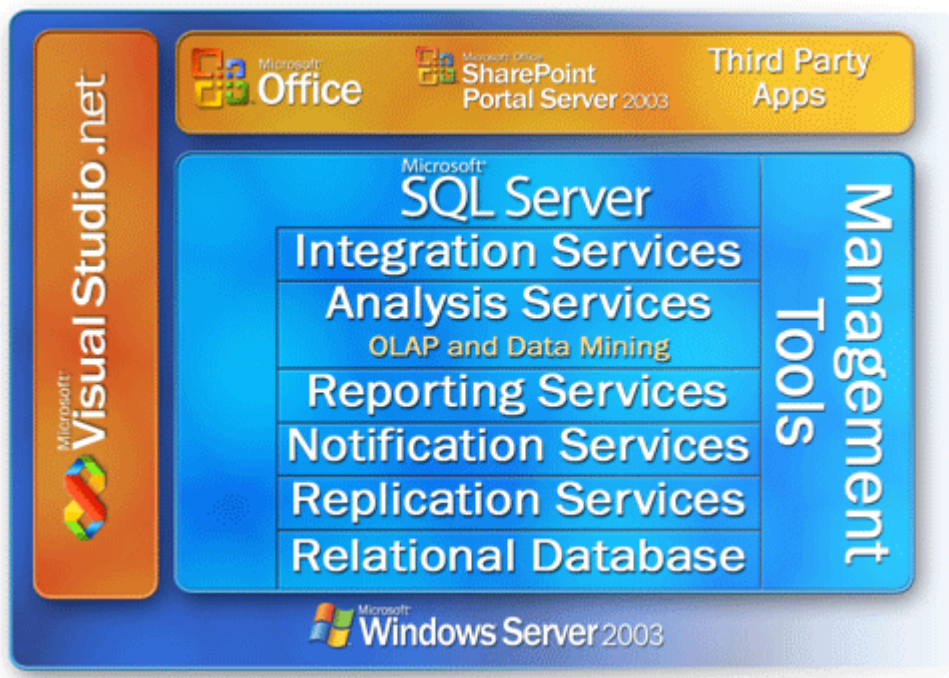 Microsoft
Visual Studio.net
Microsoft
Office
Microsoft Office
SharePoint
Portal Server 2003
Third Party
Apps
Microsoft
SQL Server
Integration Services
Analysis Services
OLAP and Data Mining
Reporting Services
Notification Services
Replication Services
Relational Database
Management
Tools
Microsoft
Windows Server 2003